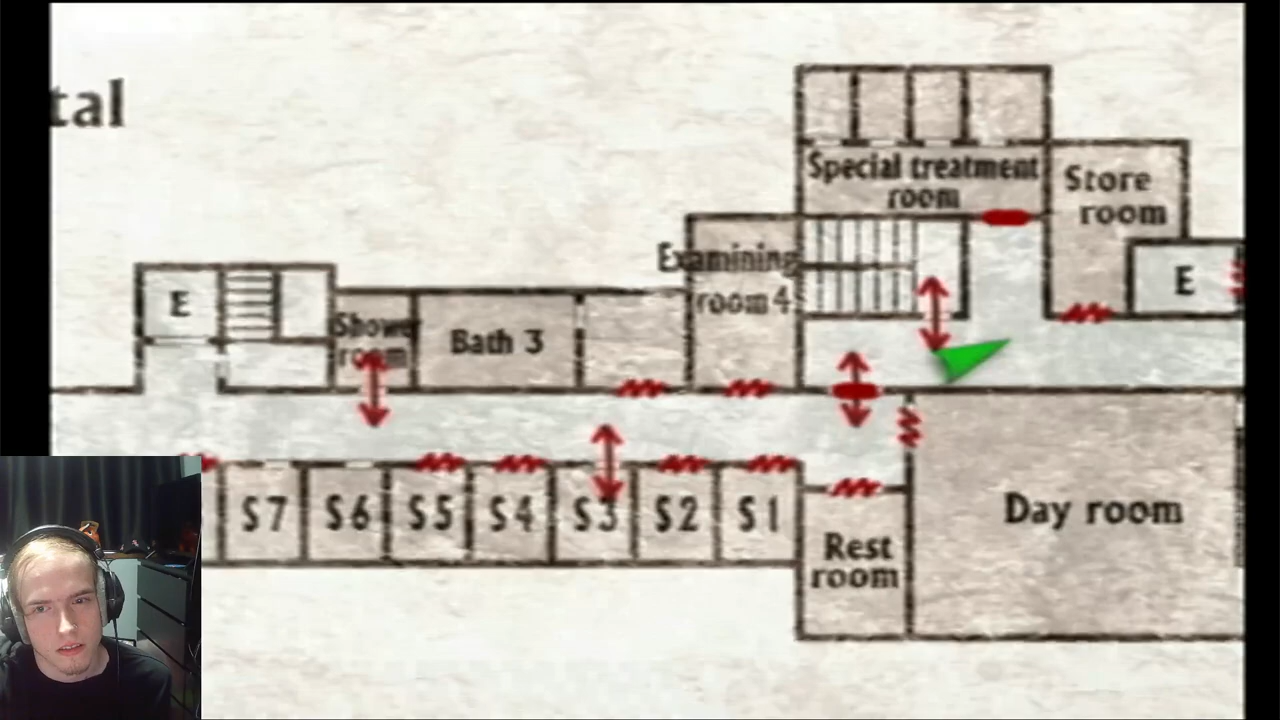 tal
Special treatment
room
Store
room
Examining
room 4
E
E
Shower
room
Bath 3
S7
S6
S5
S4
S3
S2
S1
Rest
room
Day room